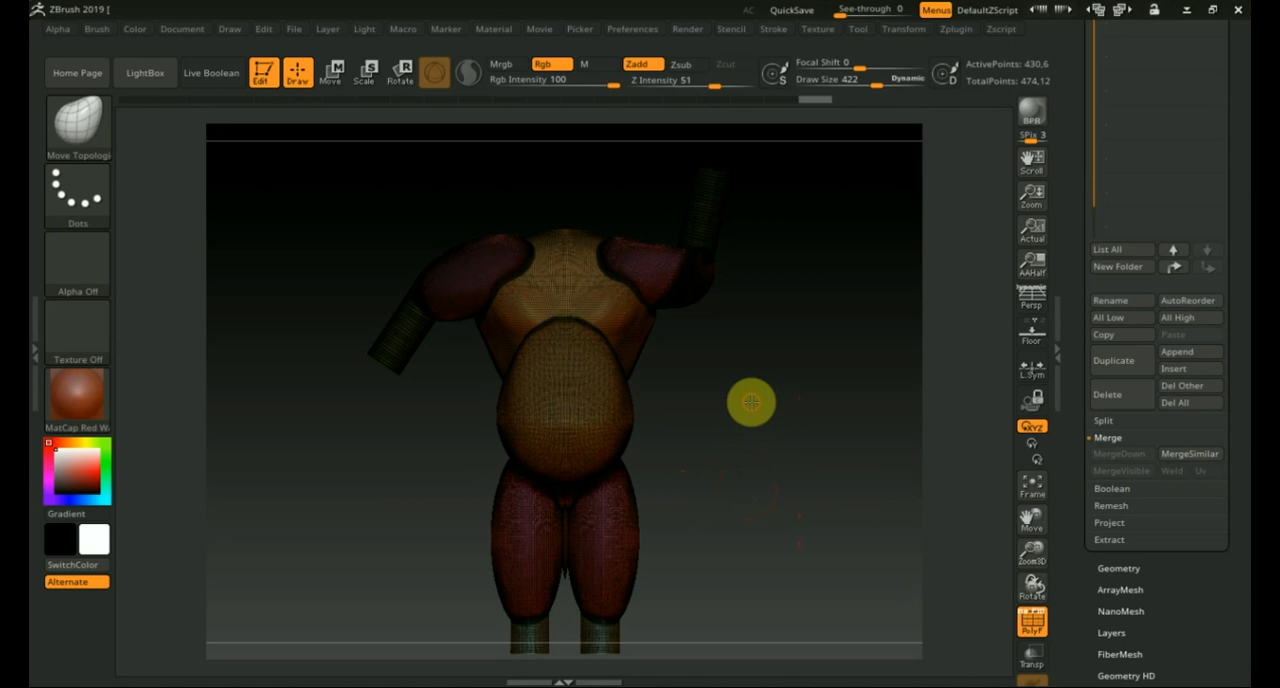 ZBrush 2019 [
AC QuickSave See-through 0 Menus DefaultZScript
Alpha Brush Color Document Draw Edit File Layer Light Macro Marker Material Movie Picker Preferences Render Stencil Stroke Texture Tool Transform Zplugin Zscript
Home Page LightBox Live Boolean Edit Draw Move Scale Rotate
Mrgb Rgb M Zadd Zsub Zcut
Rgb Intensity 100 Z Intensity 51
Focal Shift 0
Draw Size 422 Dynamic
ActivePoints: 430,6
TotalPoints: 474,12
Move Topologi
Dots
Alpha Off
Texture Off
MatCap Red Wa
Gradient
SwitchColor
Alternate
BPR
SPix 3
Scroll
Zoom
Actual
AAHalf
Dynamic
Persp
Floor
L.Sym
XYZ
Frame
Move
Zoom3D
Rotate
PolyF
Transp
List All
New Folder
Rename AutoReorder
All Low All High
Copy Paste
Duplicate Append
Insert
Delete Del Other
Del All
Split
Merge
MergeDown MergeSimilar
MergeVisible Weld Uv
Boolean
Remesh
Project
Extract
Geometry
ArrayMesh
NanoMesh
Layers
FiberMesh
Geometry HD